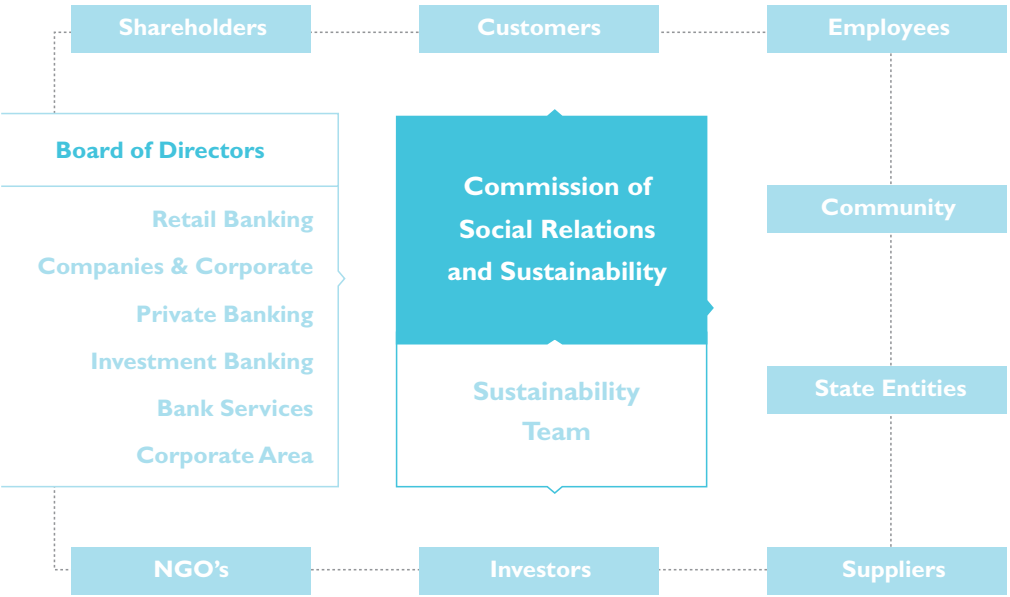 Shareholders
Customers
Employees
Board of Directors
Retail Banking
Companies & Corporate
Private Banking
Investment Banking
Bank Services
Corporate Area
Commission of
Social Relations
and Sustainability
Sustainability
Team
Community
State Entities
NGO's
Investors
Suppliers